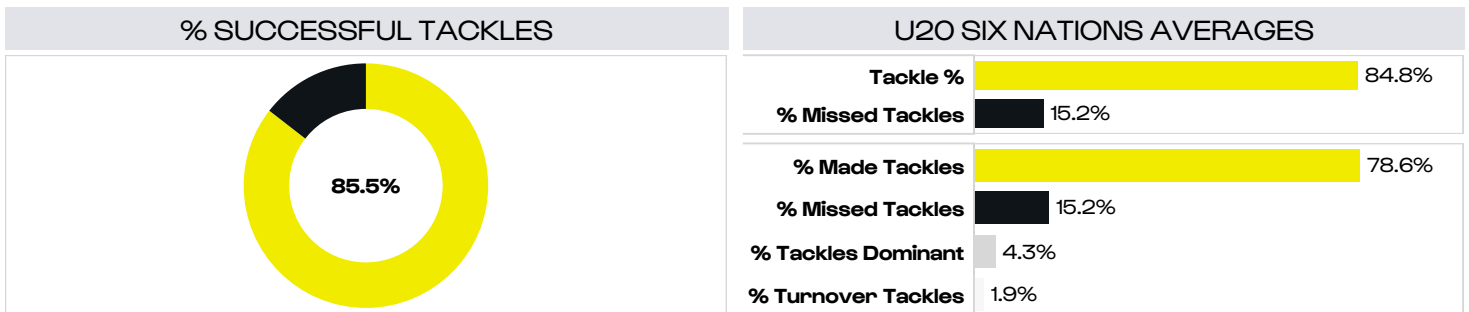 % SUCCESSFUL TACKLES
85.5%
U20 SIX NATIONS AVERAGES
Tackle % 84.8%
% Missed Tackles 15.2%
% Made Tackles 78.6%
% Missed Tackles 15.2%
% Tackles Dominant 4.3%
% Turnover Tackles 1.9%